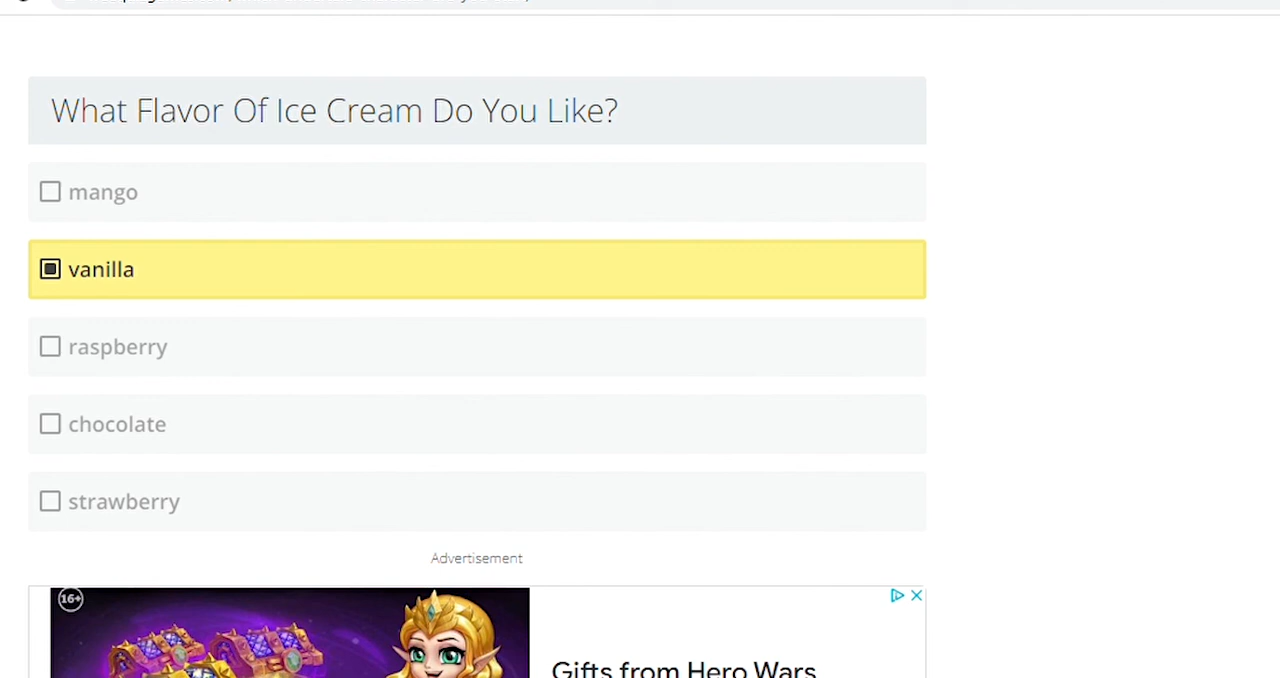 What Flavor Of Ice Cream Do You Like?
mango
vanilla
raspberry
chocolate
strawberry
Advertisement
16+
Gifts from Hero Wars